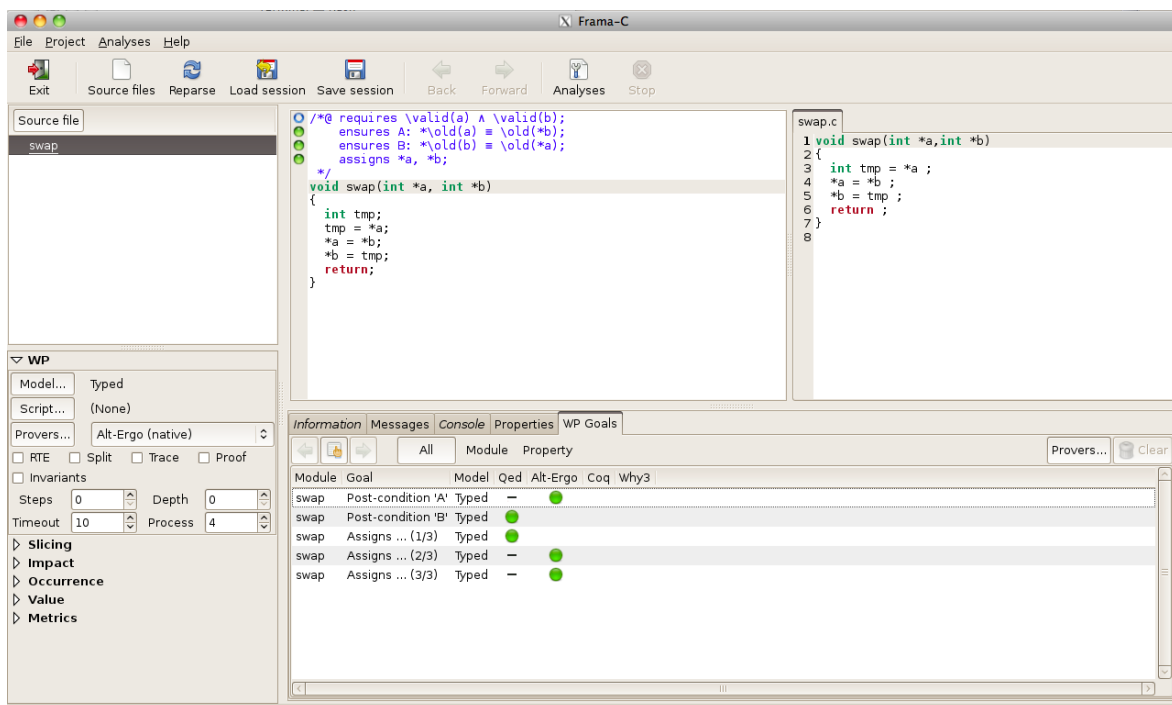 Frama-C
File Project Analyses Help
Exit Source files Reparse Load session Save session Back Forward Analyses Stop
Source file
swap
/*@ requires \valid(a) ∧ \valid(b);
ensures A: *\old(a) ≡ \old(*b);
ensures B: *\old(b) ≡ \old(*a);
assigns *a, *b;
*/
void swap(int *a, int *b)
{
int tmp;
tmp = *a;
*a = *b;
*b = tmp;
return;
}
swap.c
1 void swap(int *a,int *b)
2 {
3 int tmp = *a ;
4 *a = *b ;
5 *b = tmp ;
6 return ;
7 }
8
WP
Model... Typed
Script... (None)
Provers... Alt-Ergo (native)
RTE Split Trace Proof
Invariants
Steps 0 Depth 0
Timeout 10 Process 4
Slicing
Impact
Occurrence
Value
Metrics
Information Messages Console Properties WP Goals
All Module Property Provers... Clear
Module Goal Model Qed Alt-Ergo Coq Why3
swap Post-condition 'A' Typed —
swap Post-condition 'B' Typed
swap Assigns ... (1/3) Typed
swap Assigns ... (2/3) Typed —
swap Assigns ... (3/3) Typed —